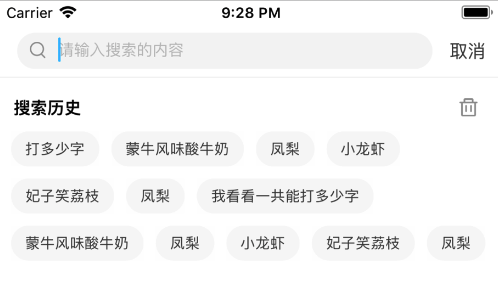 Carrier 9:28 PM
请输入搜索的内容 取消
搜索历史
打多少字 蒙牛风味酸牛奶 凤梨 小龙虾
妃子笑荔枝 凤梨 我看看一共能打多少字
蒙牛风味酸牛奶 凤梨 小龙虾 妃子笑荔枝 凤梨